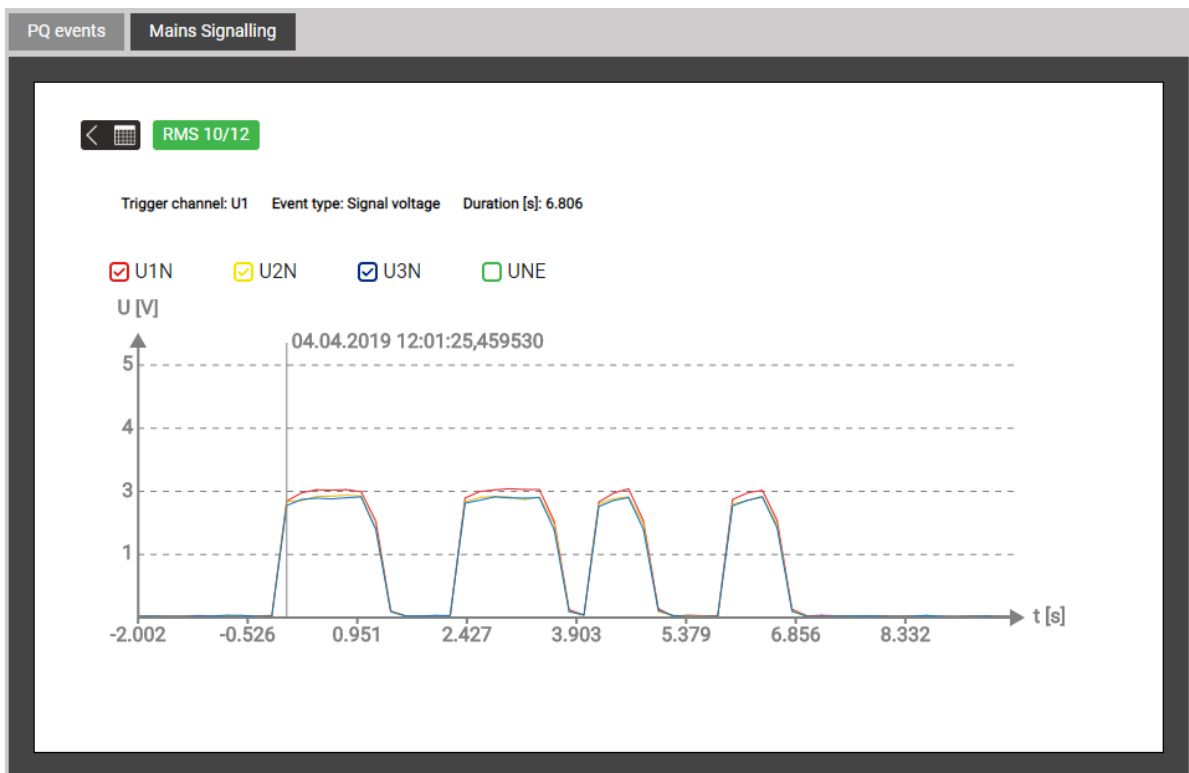 PQ events Mains Signalling
RMS 10/12
Trigger channel: U1 Event type: Signal voltage Duration [s]: 6.806
U1N U2N U3N UNE
U [V]
04.04.2019 12:01:25,459530
5
4
3
1
t [s]
-2.002 -0.526 0.951 2.427 3.903 5.379 6.856 8.332